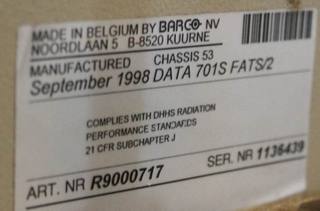 MADE IN BELGIUM BY BARCO NV
NOORDLAAN 5 B-8520 KUURNE
MANUFACTURED CHASSIS 53
September 1998 DATA 701S FATS/2
COMPLIES WITH DHHS RADIATION
PERFORMANCE STANDARDS
21 CFR SUBCHAPTER J
ART. NR R9000717
SER. NR 1136439